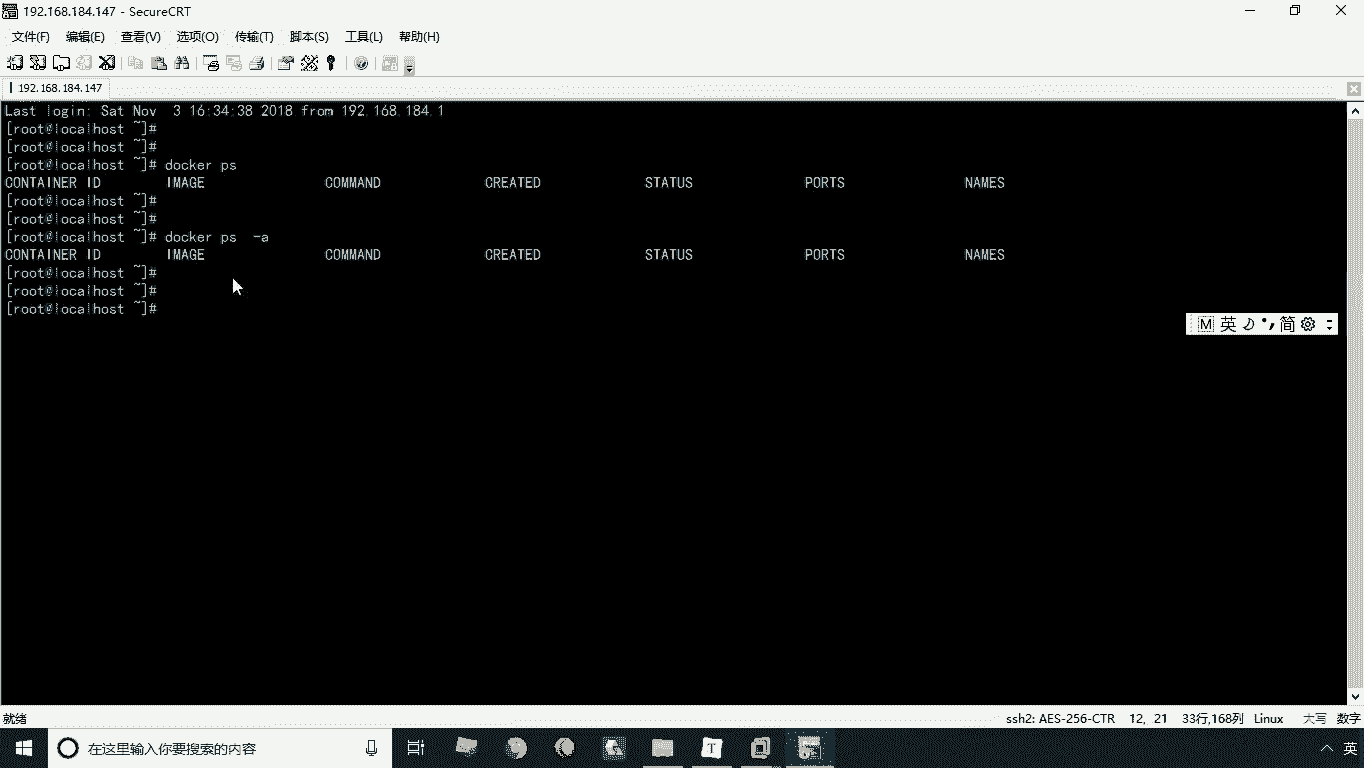 192.168.184.147 - SecureCRT
文件(F) 编辑(E) 查看(V) 选项(O) 传输(T) 脚本(S) 工具(L) 帮助(H)
192.168.184.147
Last login: Sat Nov  3 16:34:38 2018 from 192.168.184.1
[root@localhost ~]#
[root@localhost ~]#
[root@localhost ~]# docker ps
CONTAINER ID        IMAGE               COMMAND             CREATED             STATUS              PORTS               NAMES
[root@localhost ~]#
[root@localhost ~]#
[root@localhost ~]# docker ps  -a
CONTAINER ID        IMAGE               COMMAND             CREATED             STATUS              PORTS               NAMES
[root@localhost ~]#
[root@localhost ~]#
[root@localhost ~]#
M 英 简
就绪 ssh2: AES-256-CTR 12, 21 33行,168列 Linux 大写 数字
在这里输入你要搜索的内容 T 英